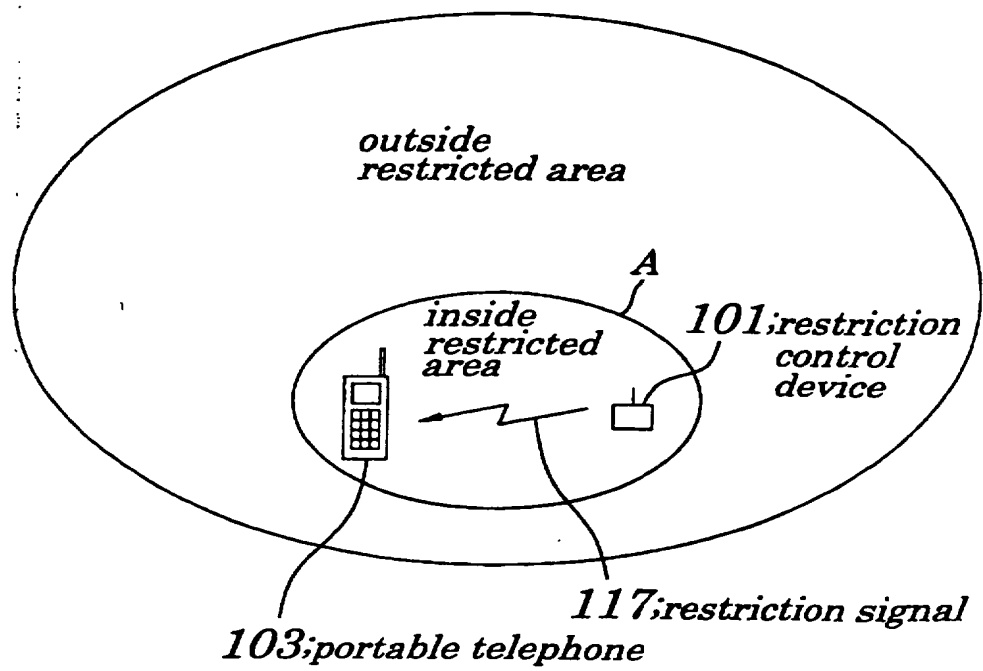 outside
restricted area
A
inside
restricted
area
101;restriction
control
device
117;restriction signal
103;portable telephone